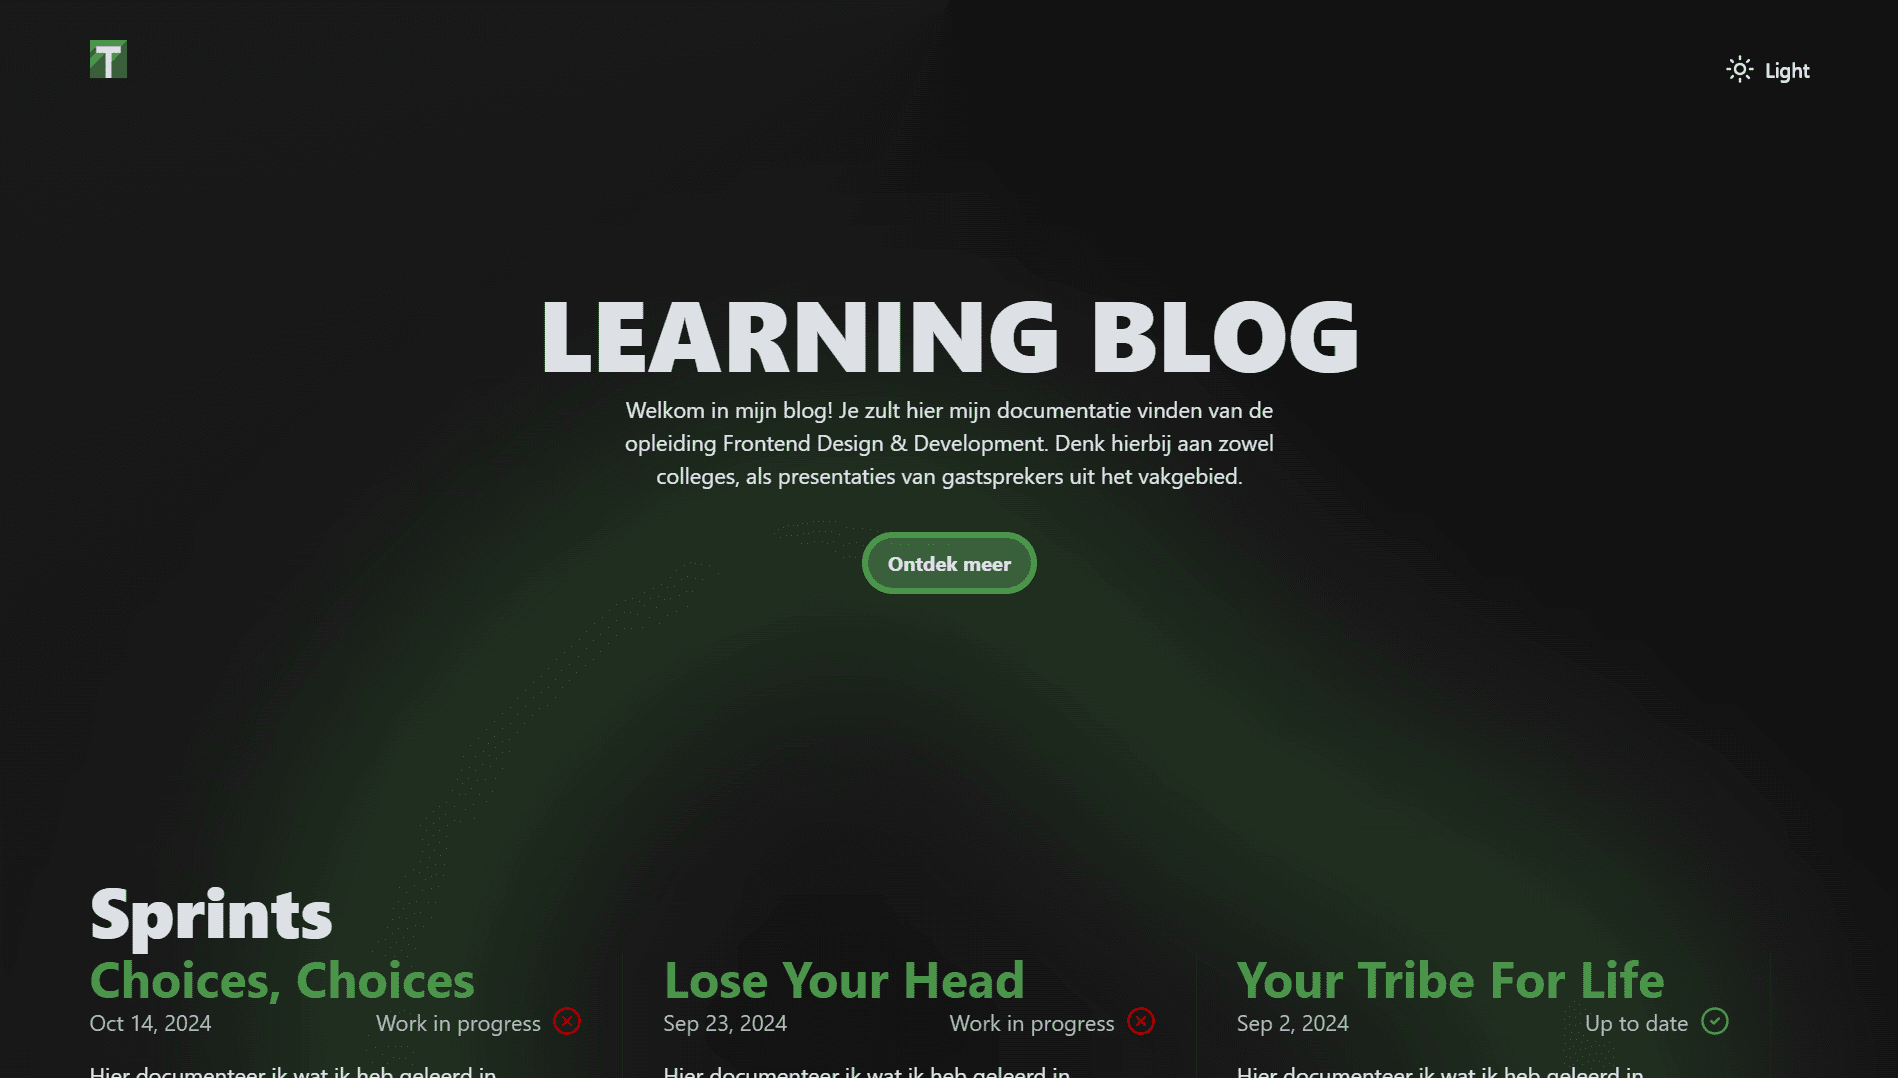 T
Light
LEARNING BLOG
Welkom in mijn blog! Je zult hier mijn documentatie vinden van de
opleiding Frontend Design & Development. Denk hierbij aan zowel
colleges, als presentaties van gastsprekers uit het vakgebied.
Ontdek meer
Sprints
Choices, Choices
Oct 14, 2024 Work in progress
Hier documenteer ik wat ik heb geleerd in
Lose Your Head
Sep 23, 2024 Work in progress
Hier documenteer ik wat ik heb geleerd in
Your Tribe For Life
Sep 2, 2024 Up to date
Hier documenteer ik wat ik heb geleerd in